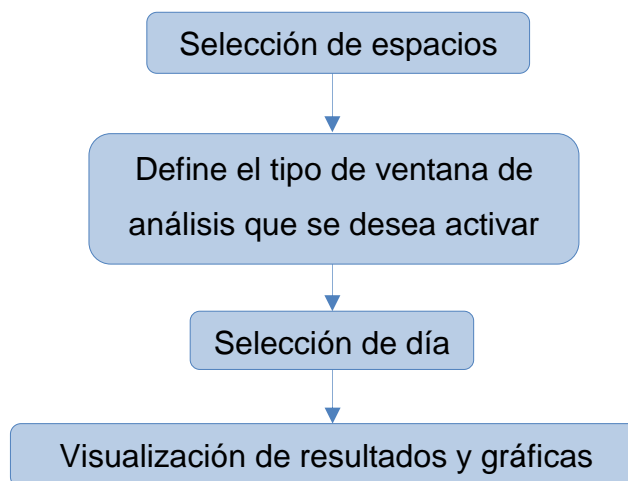 Selección de espacios
Define el tipo de ventana de
análisis que se desea activar
Selección de día
Visualización de resultados y gráficas